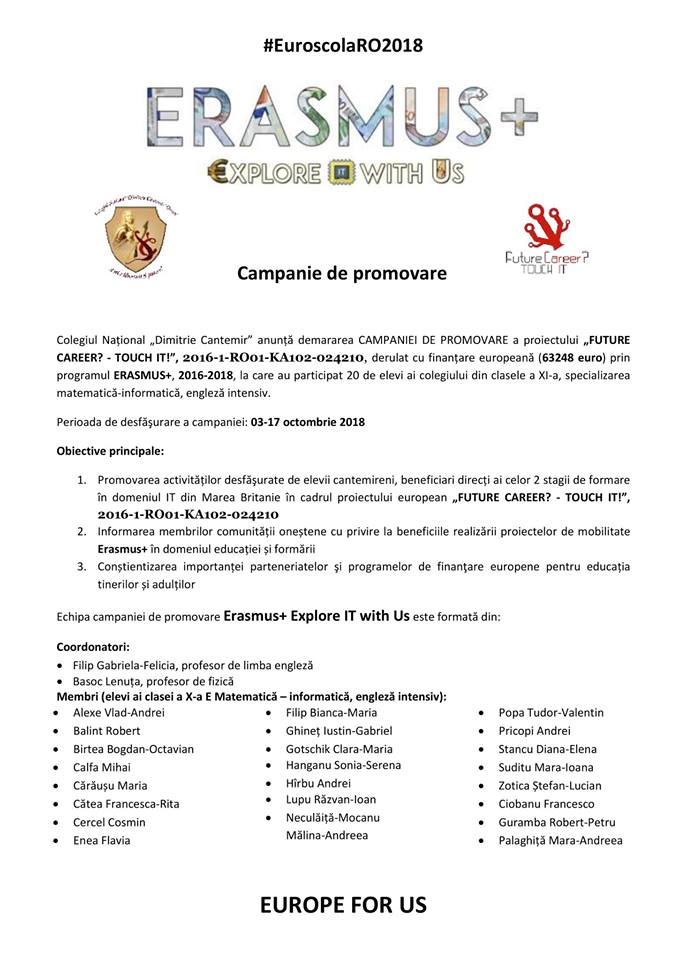 #EuroscolaRO2018
ERASMUS+
EXPLORE IT WITH US
Future Career?
TOUCH IT
Campanie de promovare
Colegiul Național „Dimitrie Cantemir” anunță demararea CAMPANIEI DE PROMOVARE a proiectului „FUTURE
CAREER? - TOUCH IT!”, 2016-1-RO01-KA102-024210, derulat cu finanțare europeană (63248 euro) prin
programul ERASMUS+, 2016-2018, la care au participat 20 de elevi ai colegiului din clasele a XI-a, specializarea
matematică-informatică, engleză intensiv.
Perioada de desfăşurare a campaniei: 03-17 octombrie 2018
Obiective principale:
1. Promovarea activităților desfăşurate de elevii cantemireni, beneficiari direcți ai celor 2 stagii de formare
în domeniul IT din Marea Britanie în cadrul proiectului european „FUTURE CAREER? - TOUCH IT!”,
2016-1-RO01-KA102-024210
2. Informarea membrilor comunității oneștene cu privire la beneficiile realizării proiectelor de mobilitate
Erasmus+ în domeniul educației și formării
3. Conștientizarea importanței parteneriatelor şi programelor de finanţare europene pentru educația
tinerilor și adulților
Echipa campaniei de promovare Erasmus+ Explore IT with Us este formată din:
Coordonatori:
• Filip Gabriela-Felicia, profesor de limba engleză
• Basoc Lenuța, profesor de fizică
Membri (elevi ai clasei a X-a E Matematică – informatică, engleză intensiv):
• Alexe Vlad-Andrei
• Balint Robert
• Birtea Bogdan-Octavian
• Calfa Mihai
• Cărăușu Maria
• Cătea Francesca-Rita
• Cercel Cosmin
• Enea Flavia
• Filip Bianca-Maria
• Ghineț Iustin-Gabriel
• Gotschik Clara-Maria
• Hanganu Sonia-Serena
• Hîrbu Andrei
• Lupu Răzvan-Ioan
• Neculăiță-Mocanu
Mălina-Andreea
• Popa Tudor-Valentin
• Pricopi Andrei
• Stancu Diana-Elena
• Suditu Mara-Ioana
• Zotica Ștefan-Lucian
• Ciobanu Francesco
• Guramba Robert-Petru
• Palaghiță Mara-Andreea
EUROPE FOR US